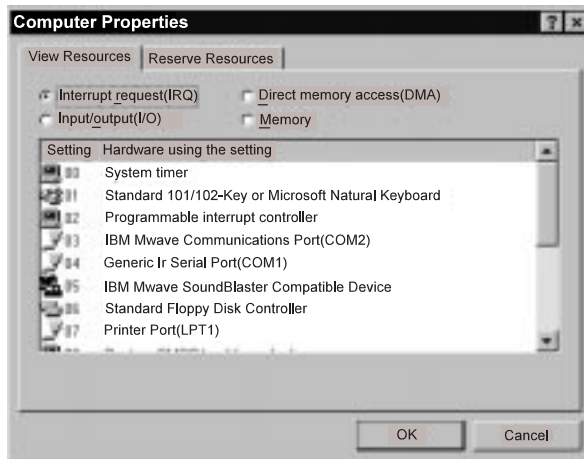 Computer Properties
View Resources
Reserve Resources
Interrupt request(IRQ)
Direct memory access(DMA)
Input/output(I/O)
Memory
Setting Hardware using the setting
00 System timer
01 Standard 101/102-Key or Microsoft Natural Keyboard
02 Programmable interrupt controller
03 IBM Mwave Communications Port(COM2)
04 Generic Ir Serial Port(COM1)
05 IBM Mwave SoundBlaster Compatible Device
06 Standard Floppy Disk Controller
07 Printer Port(LPT1)
OK
Cancel